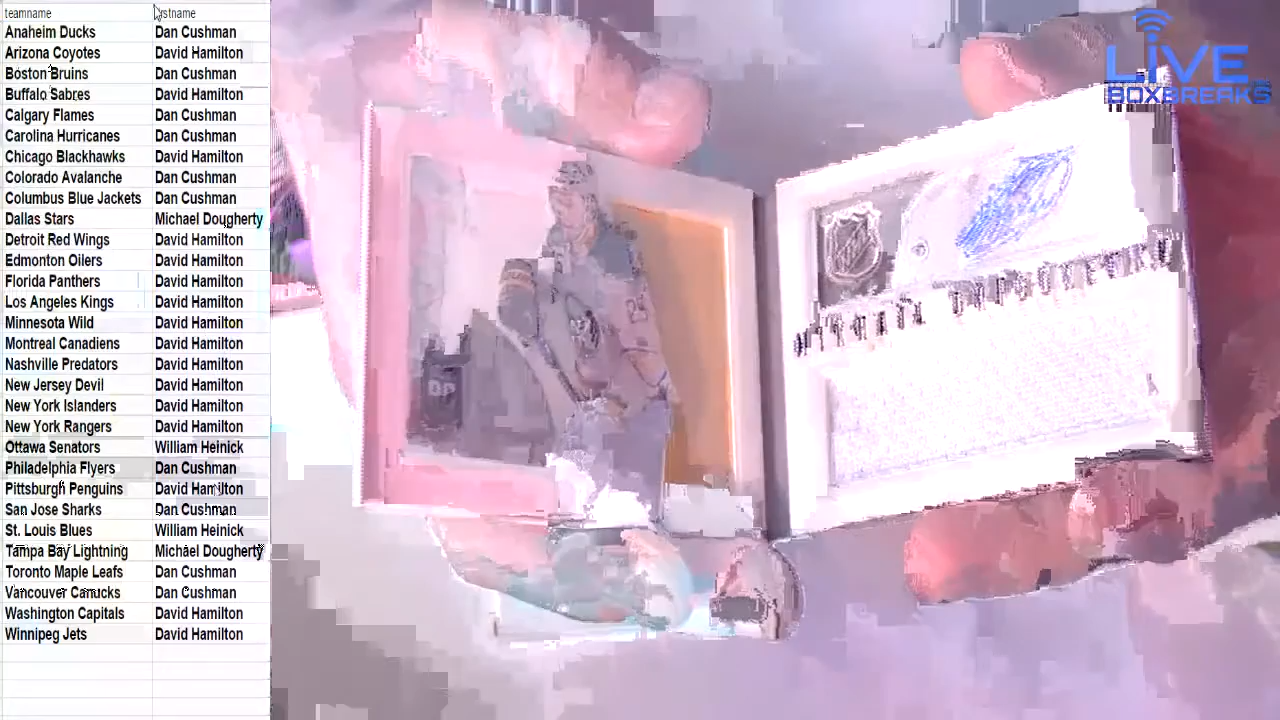 teamname rstname
Anaheim Ducks Dan Cushman
Arizona Coyotes David Hamilton
Boston Bruins Dan Cushman
Buffalo Sabres David Hamilton
Calgary Flames Dan Cushman
Carolina Hurricanes Dan Cushman
Chicago Blackhawks David Hamilton
Colorado Avalanche Dan Cushman
Columbus Blue Jackets Dan Cushman
Dallas Stars Michael Dougherty
Detroit Red Wings David Hamilton
Edmonton Oilers David Hamilton
Florida Panthers David Hamilton
Los Angeles Kings David Hamilton
Minnesota Wild David Hamilton
Montreal Canadiens David Hamilton
Nashville Predators David Hamilton
New Jersey Devil David Hamilton
New York Islanders David Hamilton
New York Rangers David Hamilton
Ottawa Senators William Heinick
Philadelphia Flyers Dan Cushman
Pittsburgh Penguins David Hamilton
San Jose Sharks Dan Cushman
St. Louis Blues William Heinick
Tampa Bay Lightning Michael Dougherty
Toronto Maple Leafs Dan Cushman
Vancouver Canucks Dan Cushman
Washington Capitals David Hamilton
Winnipeg Jets David Hamilton
LIVE
BOXBREAKS
NHL